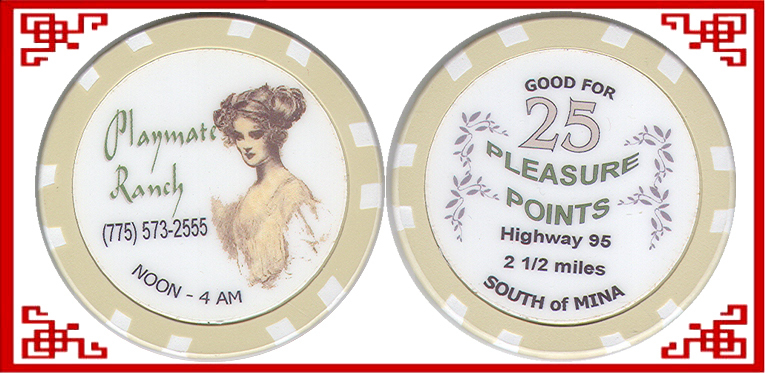 Playmate
Ranch
(775) 573-2555
NOON - 4 AM
GOOD FOR
25
PLEASURE
POINTS
Highway 95
2 1/2 miles
SOUTH of MINA